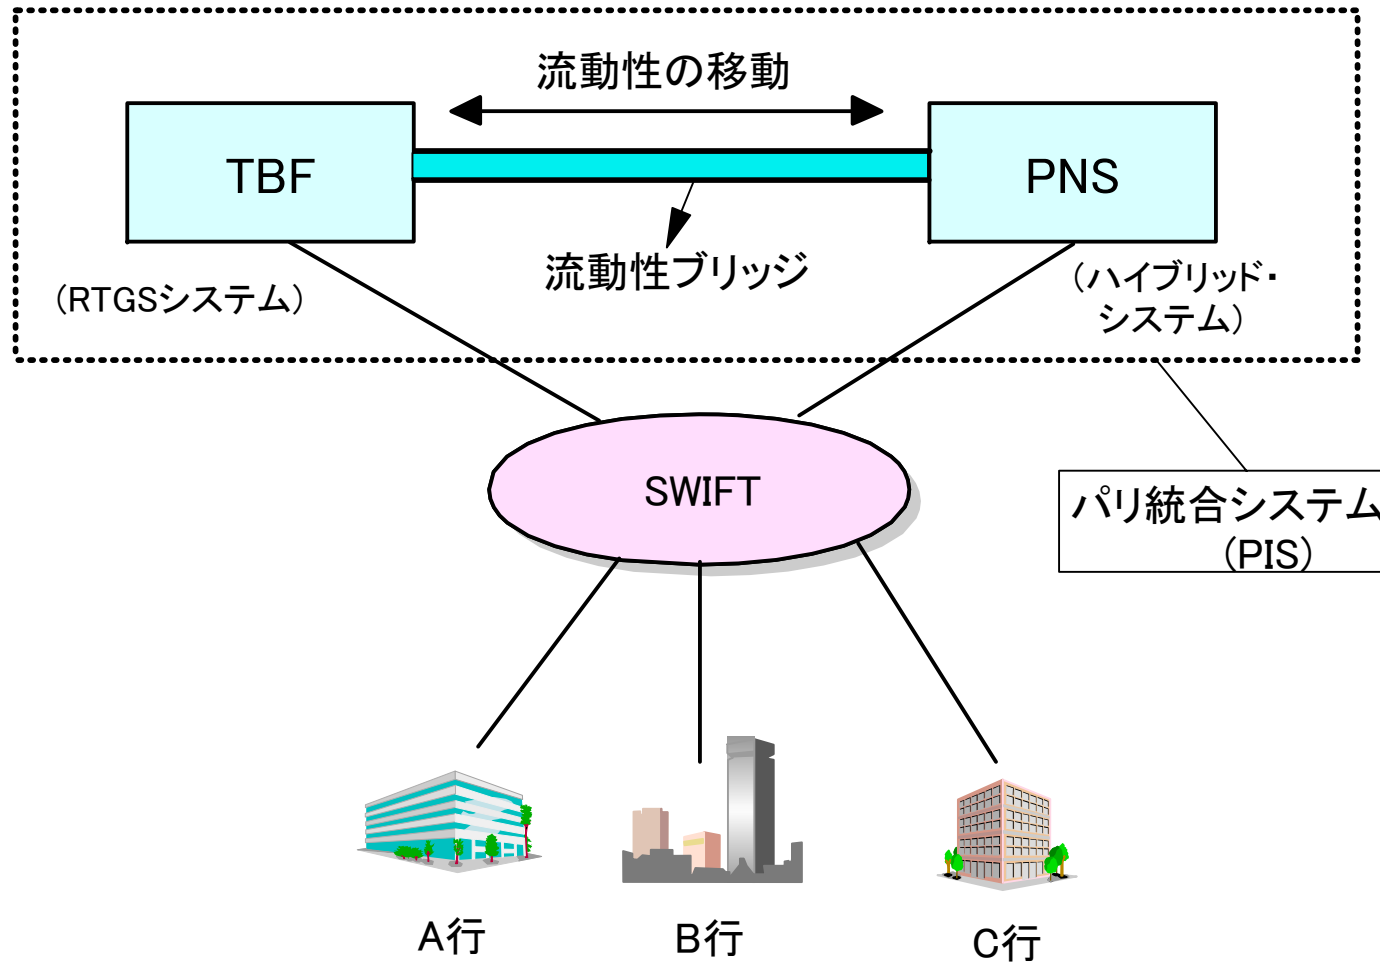 流動性の移動
TBF
PNS
流動性ブリッジ
(RTGSシステム)
(ハイブリッド・
システム)
SWIFT
パリ統合システム
(PIS)
A行
B行
C行